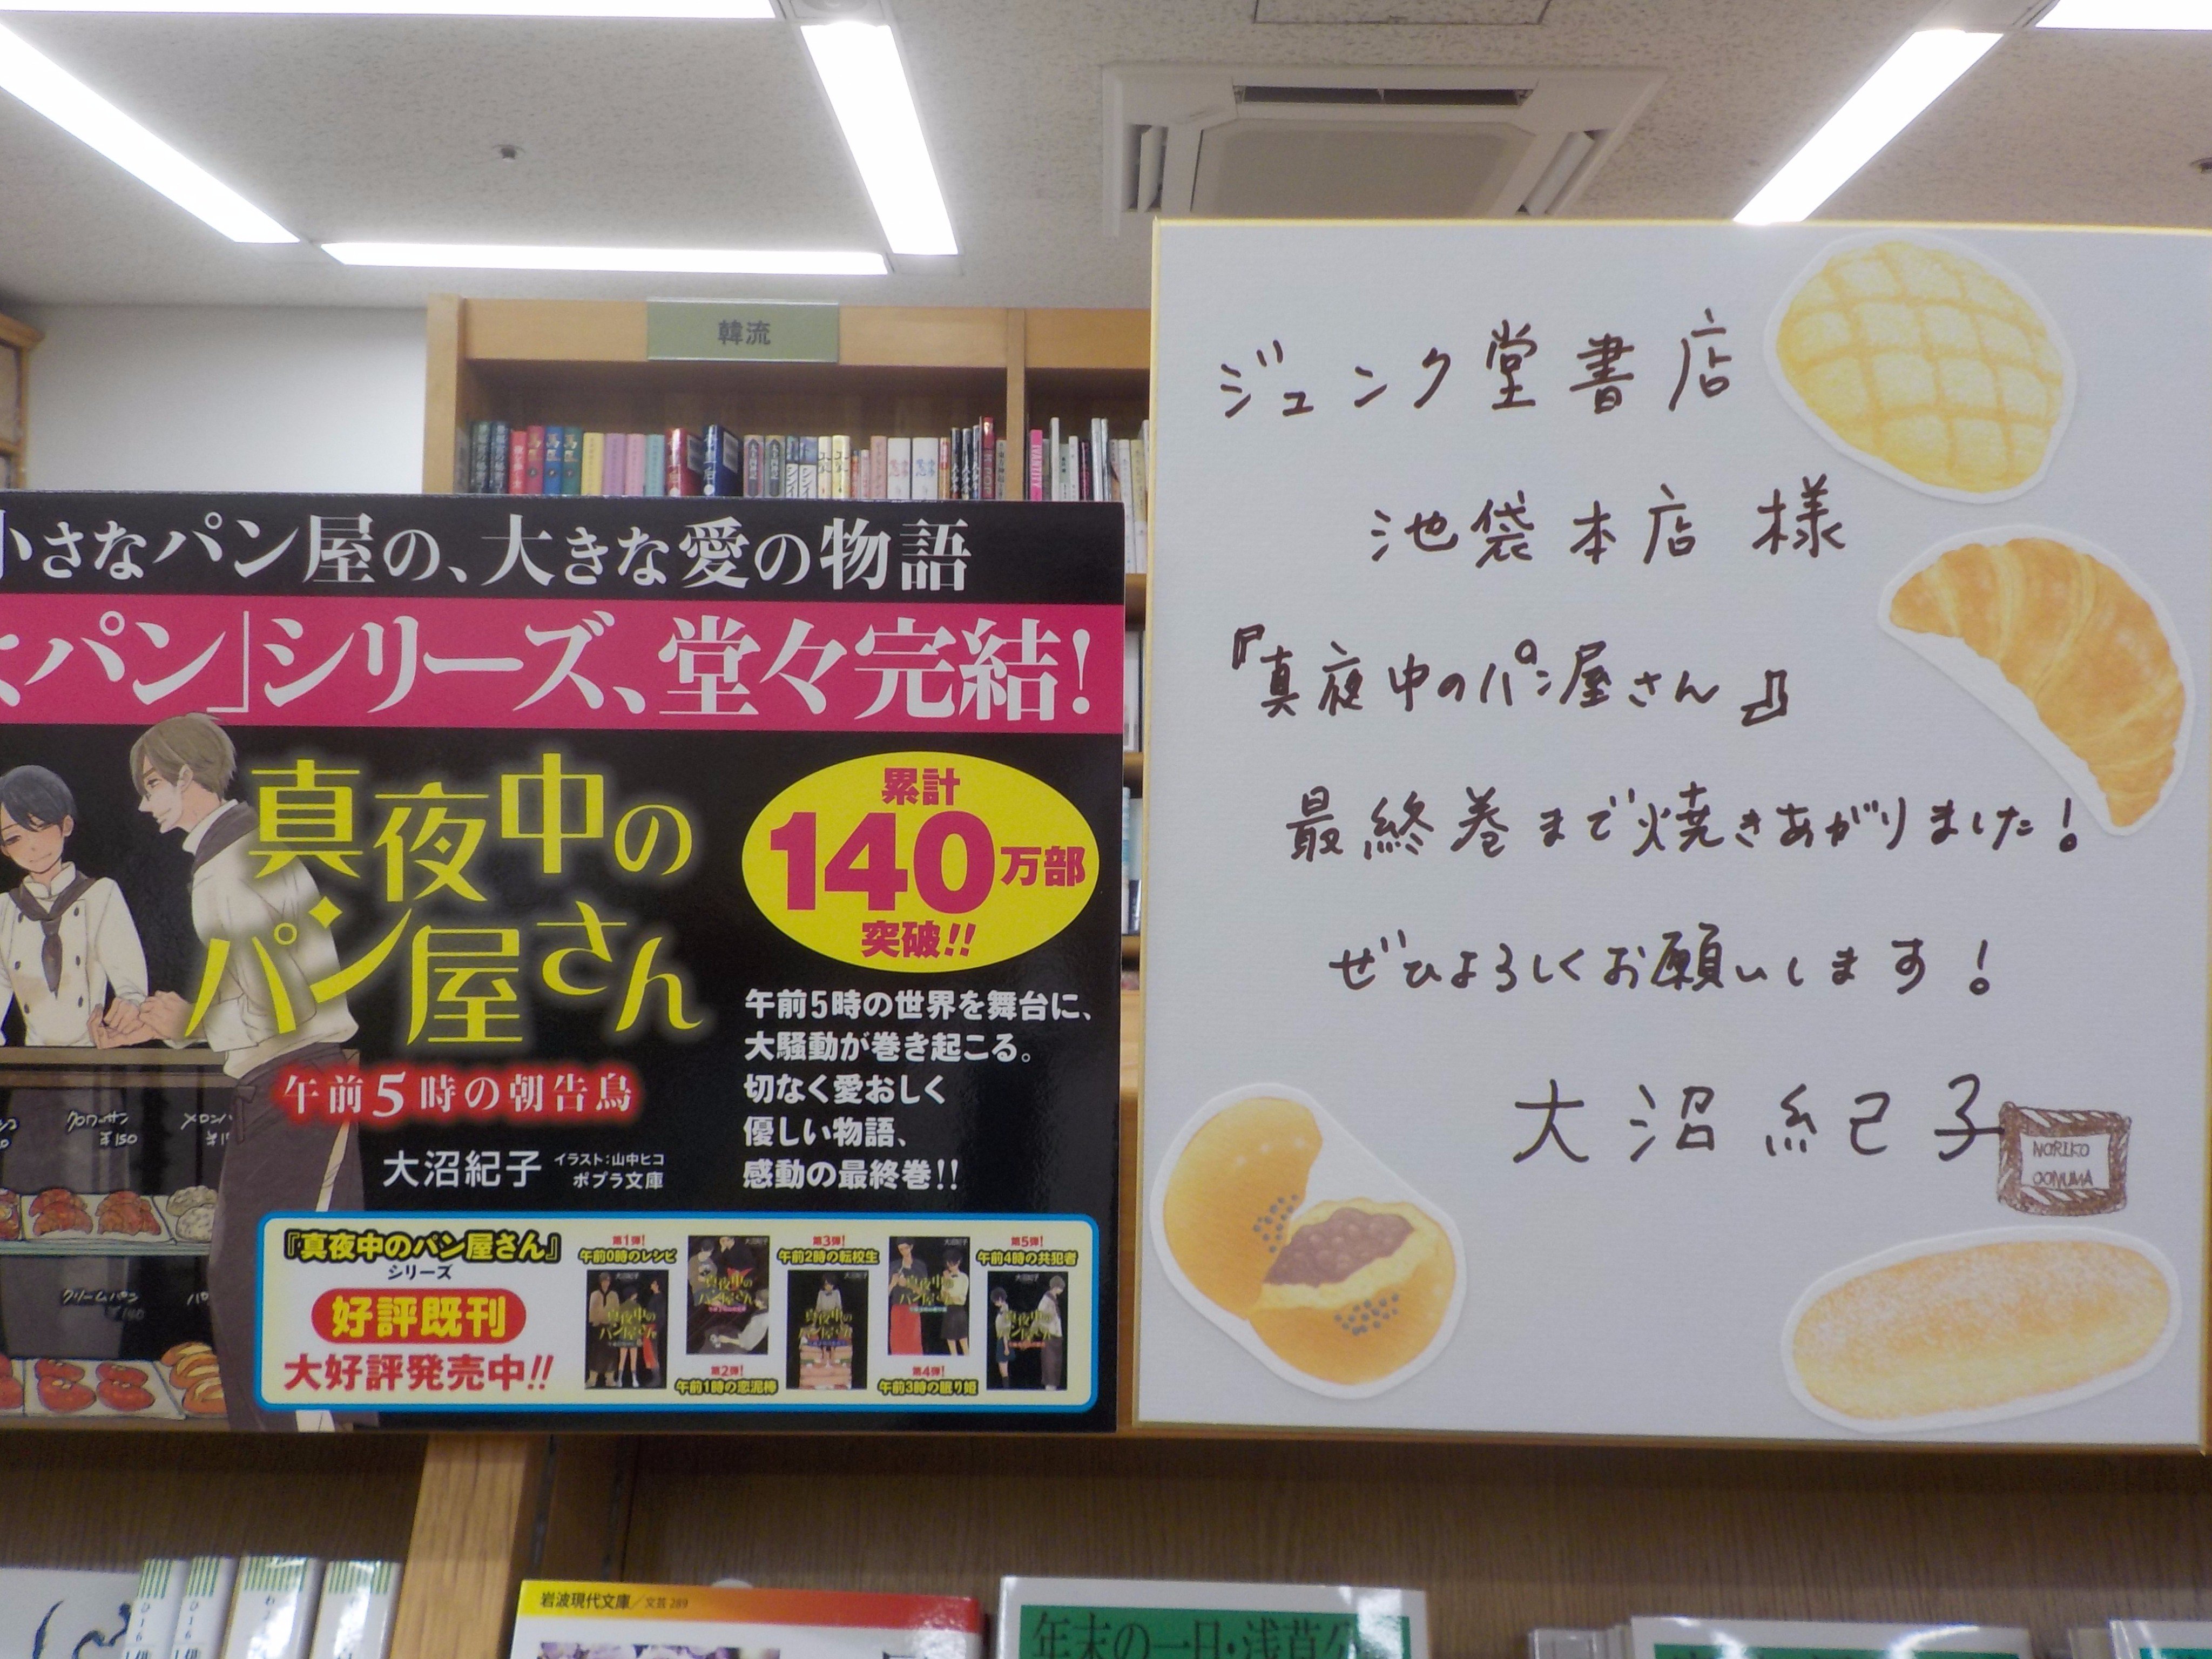 韓流
小さなパン屋の、大きな愛の物語
パン」シリーズ、堂々完結!
真夜中の
パン屋さん
午前5時の朝告鳥
大沼紀子
イラスト:山中ヒコ
ポプラ文庫
累計
140万部
突破!!
午前5時の世界を舞台に、
大騒動が巻き起こる。
切なく愛おしく
優しい物語、
感動の最終巻!!
クロワッサン
¥150
メロン
クリームパン
『真夜中のパン屋さん』
シリーズ
好評既刊
大好評発売中!!
第1弾!
午前0時のレシピ
第2弾!
午前1時の恋泥棒
第3弾!
午前2時の転校生
第4弾!
午前3時の眠り姫
第5弾!
午前4時の共犯者
ジュンク堂書店
池袋本店 様
『真夜中のパン屋さん』
最終巻まで焼きあがりました!
ぜひよろしくお願いします!
大沼紀子
NORIKO
OONUMA
岩波現代文庫/文芸 289
年末の一日・浅草公